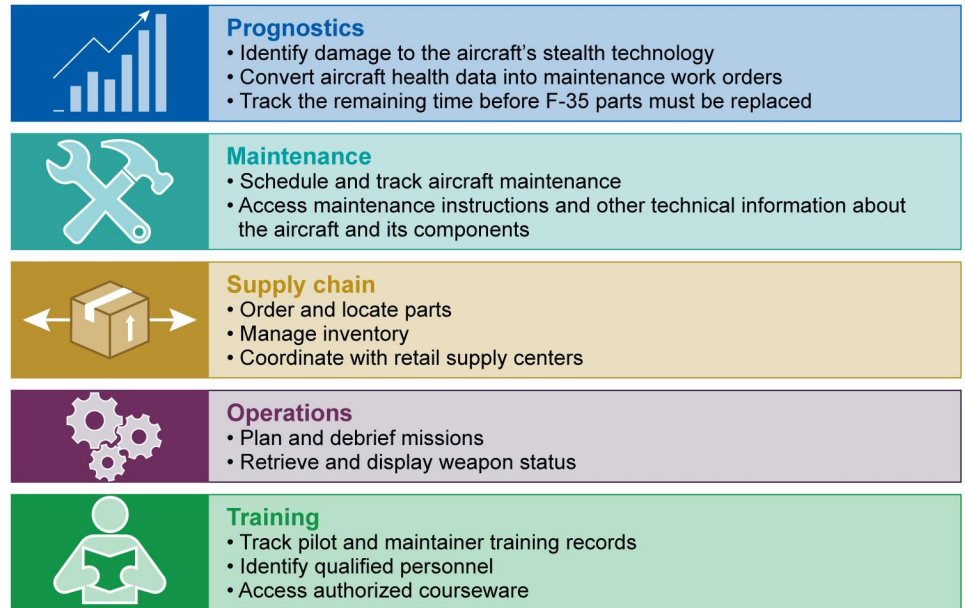 Prognostics
• Identify damage to the aircraft's stealth technology
• Convert aircraft health data into maintenance work orders
• Track the remaining time before F-35 parts must be replaced
Maintenance
• Schedule and track aircraft maintenance
• Access maintenance instructions and other technical information about
the aircraft and its components
Supply chain
• Order and locate parts
• Manage inventory
• Coordinate with retail supply centers
Operations
• Plan and debrief missions
• Retrieve and display weapon status
Training
• Track pilot and maintainer training records
• Identify qualified personnel
• Access authorized courseware